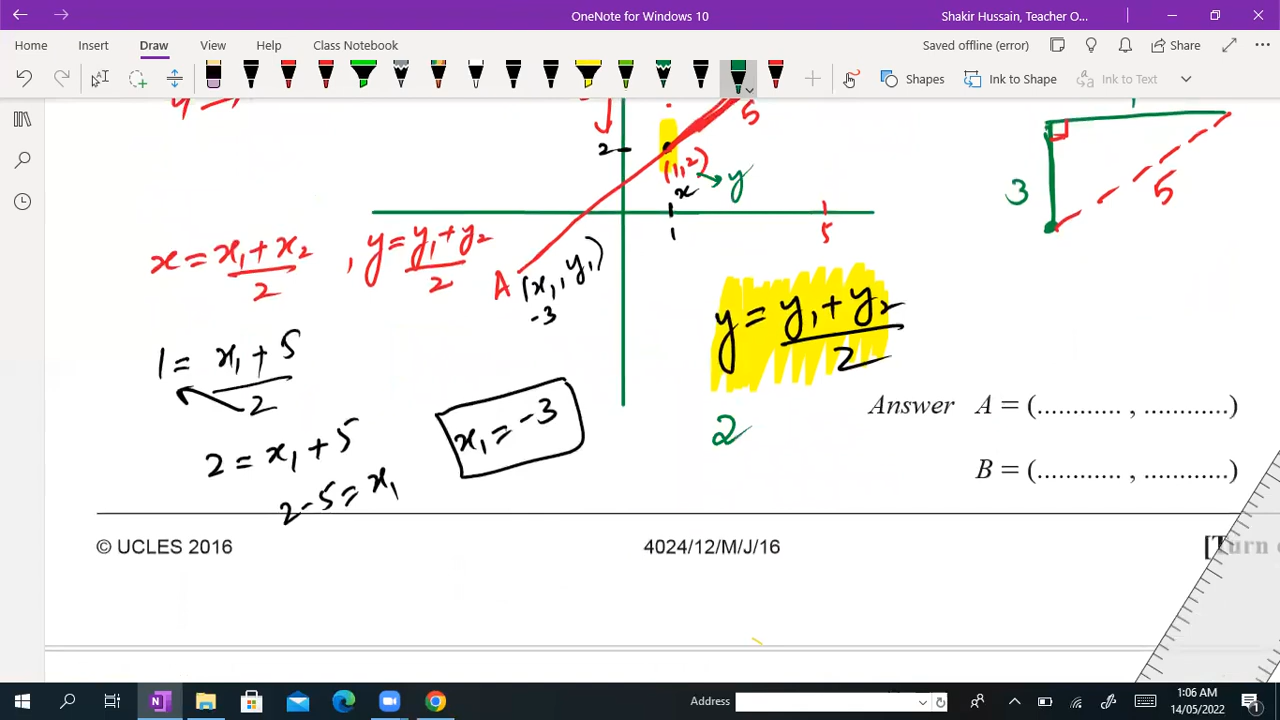 OneNote for Windows 10
Shakir Hussain, Teacher O...
Home Insert Draw View Help Class Notebook
Saved offline (error)
Share
Shapes
Ink to Shape
Ink to Text
5
2
(1,2)
y
x
1
5
3
5
x = x₁ + x₂ / 2 , y = y₁ + y₂ / 2
A (x₁, y₁)
-3
y = y₁ + y₂ / 2
1 = x₁ + 5 / 2
x₁ = -3
2
2 = x₁ + 5
2 - 5 = x₁
Answer A = (............ , ............)
B = (............ , ............)
© UCLES 2016
4024/12/M/J/16
[Turn
Address
1:06 AM
14/05/2022